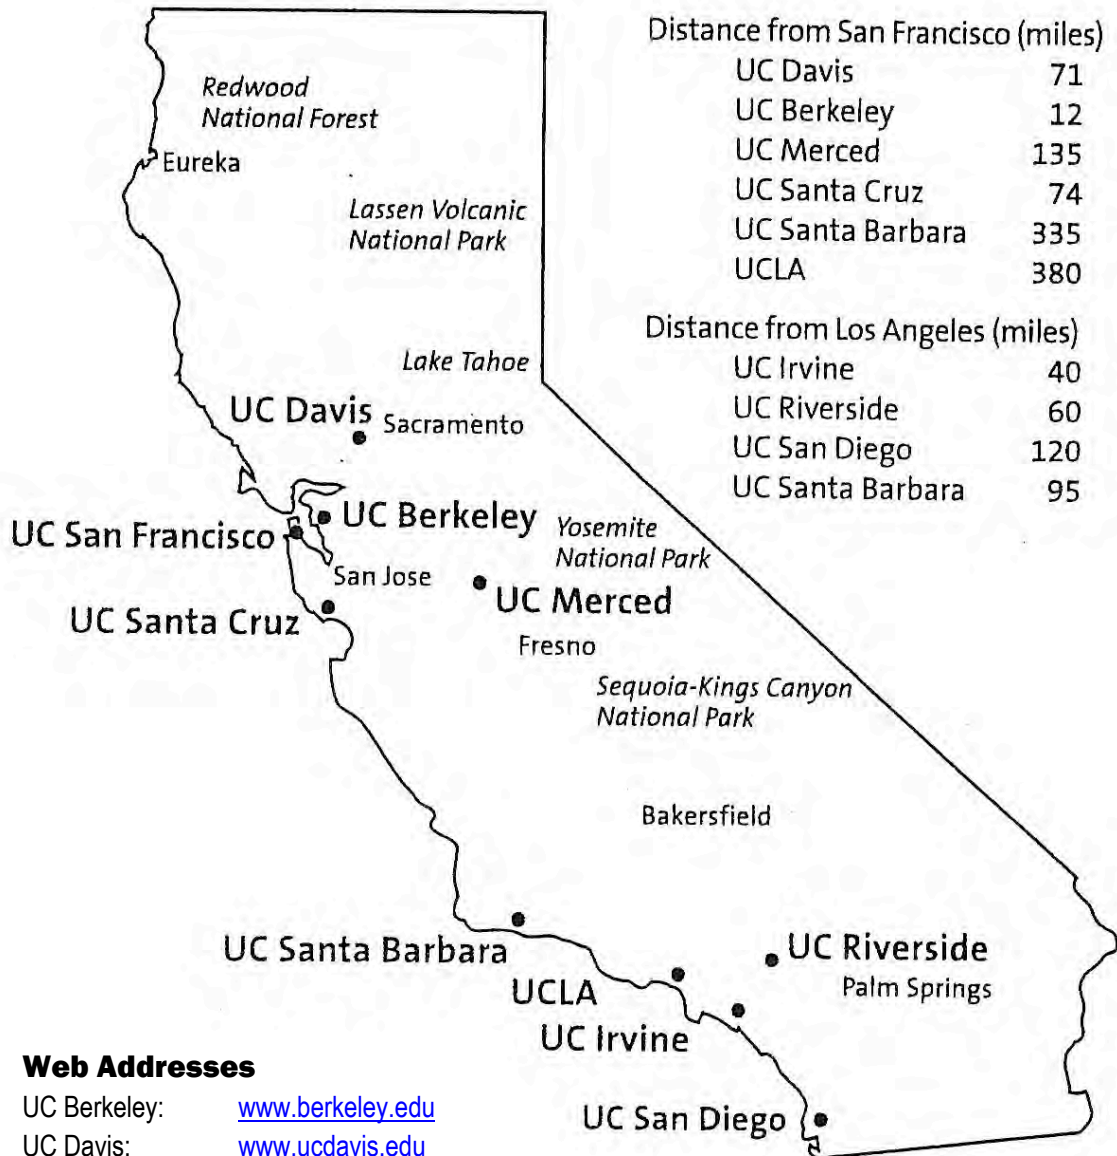 Distance from San Francisco (miles)
UC Davis 71
UC Berkeley 12
UC Merced 135
UC Santa Cruz 74
UC Santa Barbara 335
UCLA 380
Distance from Los Angeles (miles)
UC Irvine 40
UC Riverside 60
UC San Diego 120
UC Santa Barbara 95
Redwood
National Forest
Eureka
Lassen Volcanic
National Park
Lake Tahoe
UC Davis
Sacramento
UC Berkeley
UC San Francisco
Yosemite
National Park
San Jose
UC Merced
UC Santa Cruz
Fresno
Sequoia-Kings Canyon
National Park
Bakersfield
UC Santa Barbara
UC Riverside
Palm Springs
UCLA
UC Irvine
UC San Diego
Web Addresses
UC Berkeley: www.berkeley.edu
UC Davis: www.ucdavis.edu